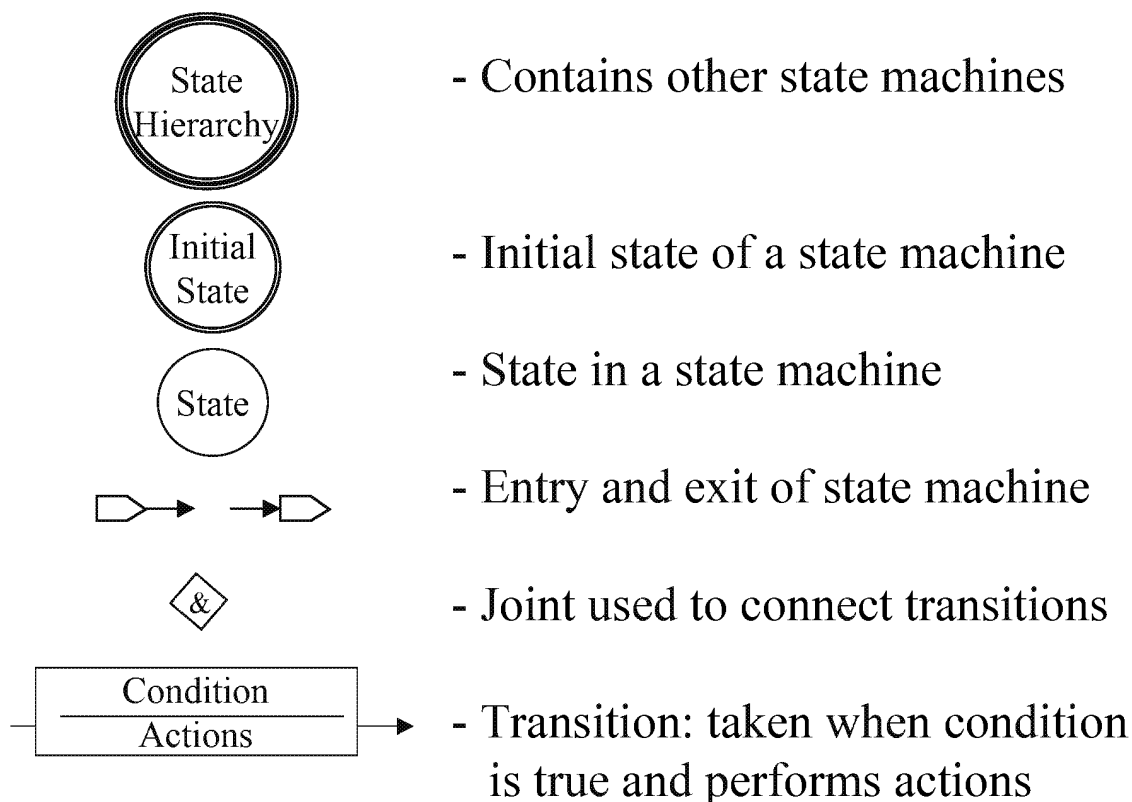 State
Hierarchy
- Contains other state machines
Initial
State
- Initial state of a state machine
State
- State in a state machine
- Entry and exit of state machine
&
- Joint used to connect transitions
Condition
Actions
- Transition: taken when condition
is true and performs actions